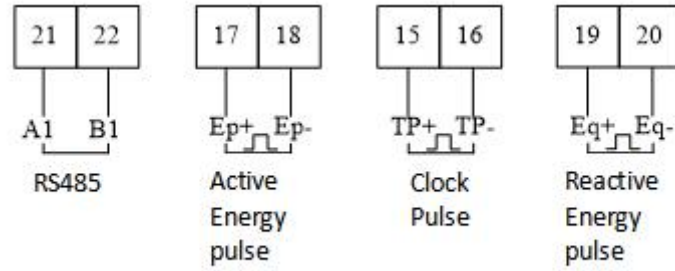 21 22 17 18 15 16 19 20
A1 B1 Ep+ Ep- TP+ TP- Eq+ Eq-
RS485 Active Clock Reactive
Energy Pulse Energy
pulse pulse